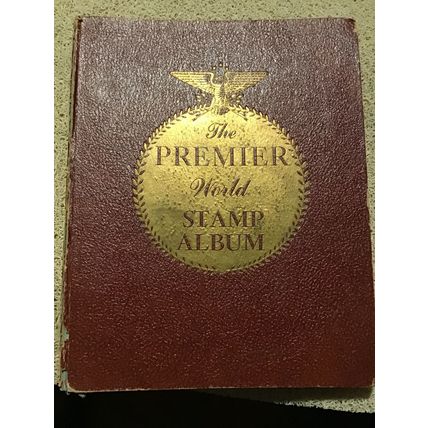 The
PREMIER
World
STAMP
ALBUM